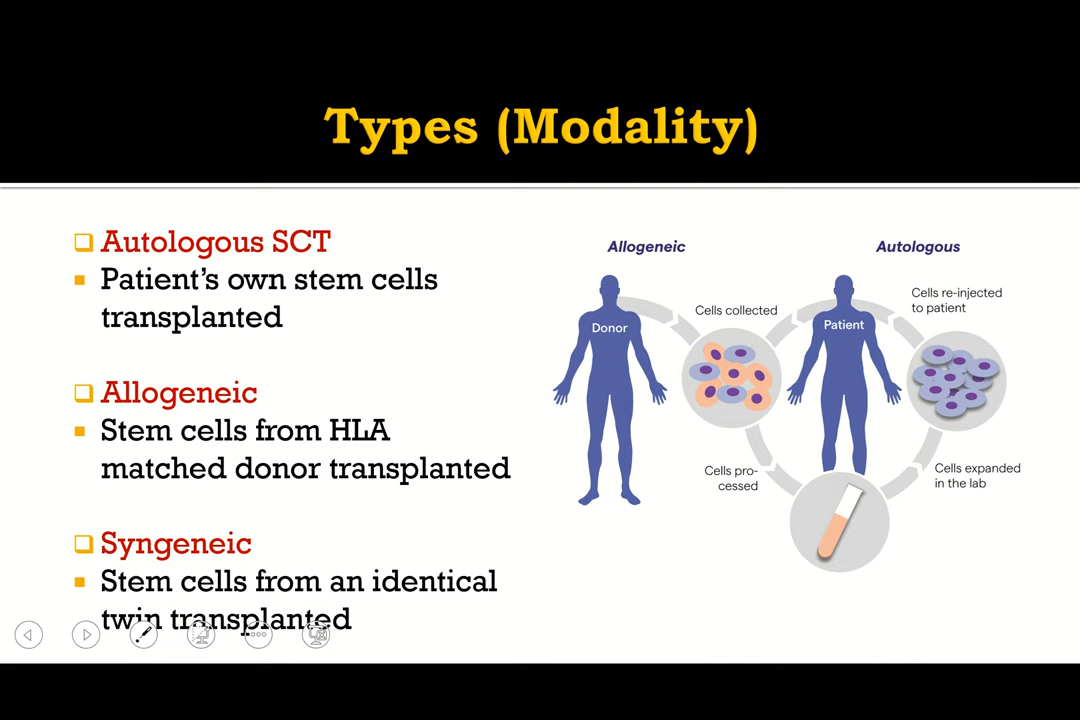 Types (Modality)
Autologous SCT
Patient's own stem cells
transplanted
Allogeneic
Stem cells from HLA
matched donor transplanted
Syngeneic
Stem cells from an identical
twin transplanted
Allogeneic
Autologous
Donor
Cells collected
Patient
Cells re-injected
to patient
Cells pro-
cessed
Cells expanded
in the lab